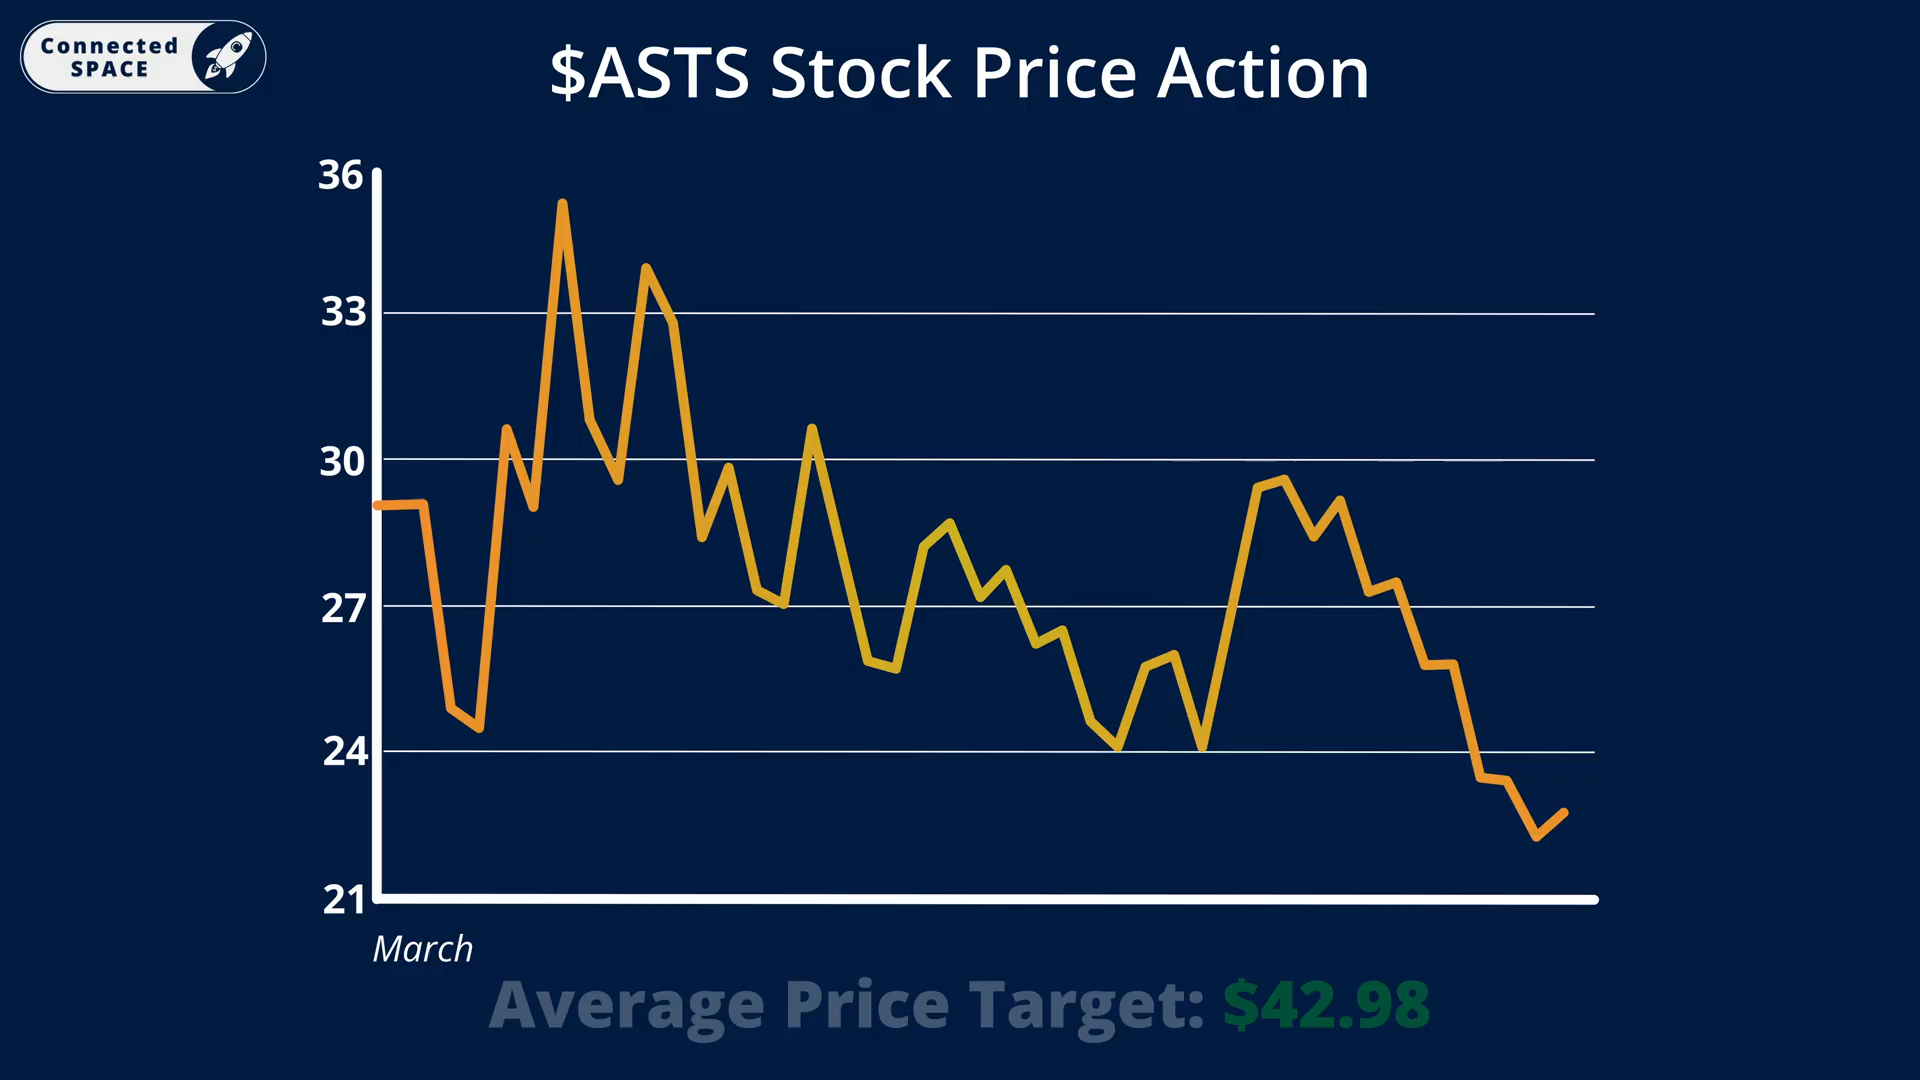 Connected
SPACE
$ASTS Stock Price Action
36
33
30
27
24
21
March
Average Price Target: $42.98